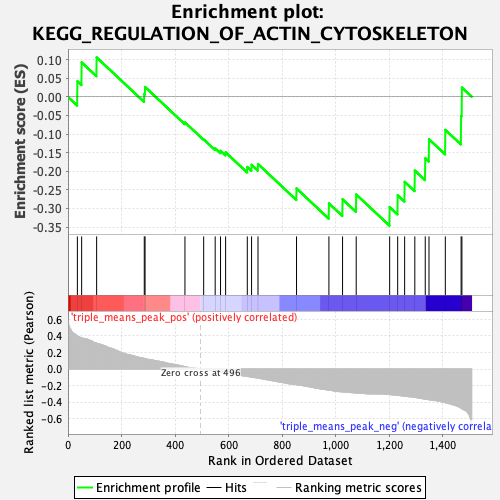 Enrichment plot:
KEGG_REGULATION_OF_ACTIN_CYTOSKELETON
Enrichment score (ES)
0.10
0.05
0.00
-0.05
-0.10
-0.15
-0.20
-0.25
-0.30
-0.35
'triple_means_peak_pos' (positively correlated)
Ranked list metric (Pearson)
0.6
0.4
0.2
0.0
-0.2
-0.4
-0.6
Zero cross at 496
'triple_means_peak_neg' (negatively correla
0 200 400 600 800 1,000 1,200 1,400
Rank in Ordered Dataset
Enrichment profile Hits Ranking metric scores